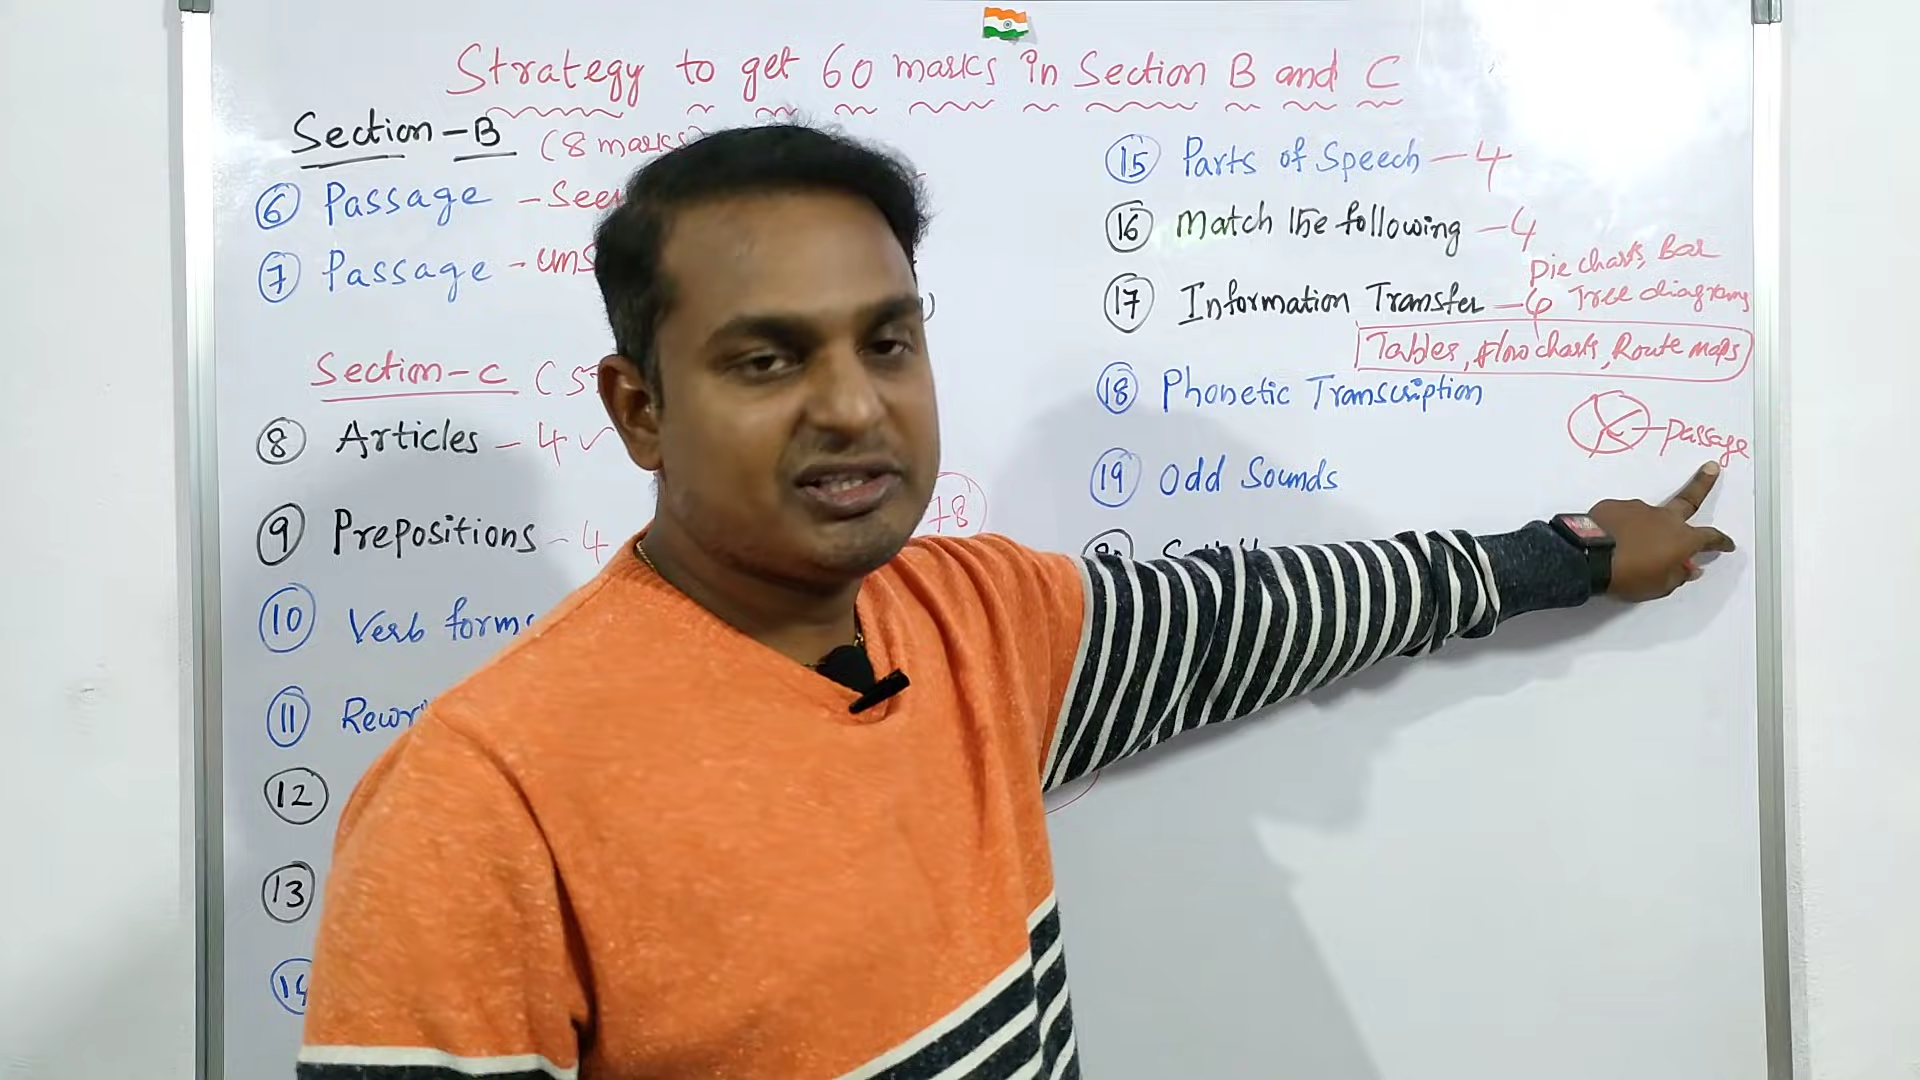 Strategy to get 60 marks in Section B and C
Section-B (8 marks)
6 Passage - See
7 Passage - uns
Section-C (5
8 Articles - 4 ✓
9 Prepositions - 4
10 Verb forms
11 Rewri
12
13
14
15 Parts of Speech - 4
16 Match the following - 4
17 Information Transfer - 6
Pie charts, Bar
Tree diagrams
Tables, flow charts, Route maps
18 Phonetic Transcription
passage
19 Odd Sounds